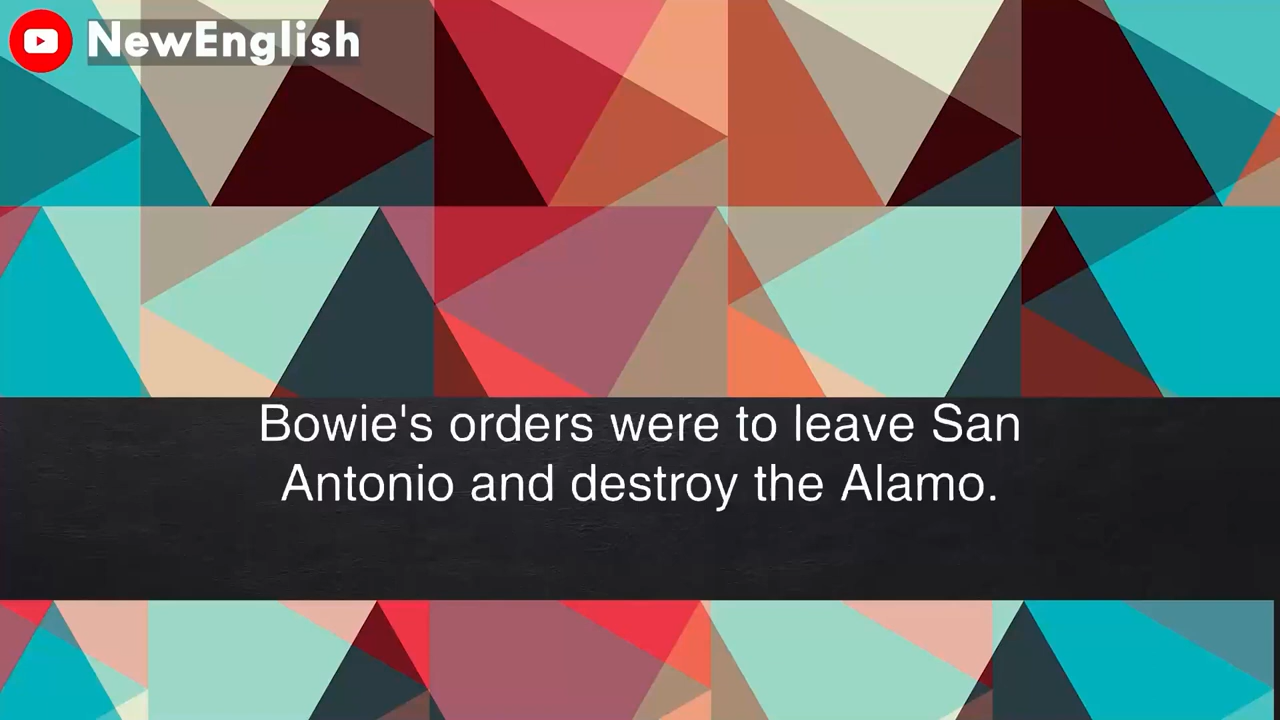 NewEnglish
Bowie's orders were to leave San
Antonio and destroy the Alamo.